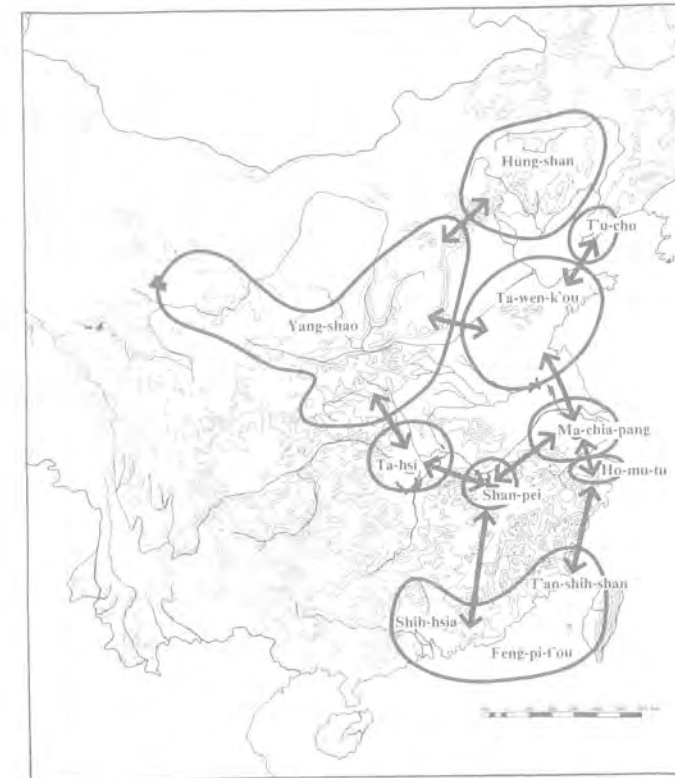 Hung-shan
T'u-chu
Ta-wen-k'ou
Yang-shao
Ma-chia-pang
Ta-hsi
Ho-mu-tu
Shan-pei
T'an-shih-shan
Shih-hsia
Feng-pi-t'ou